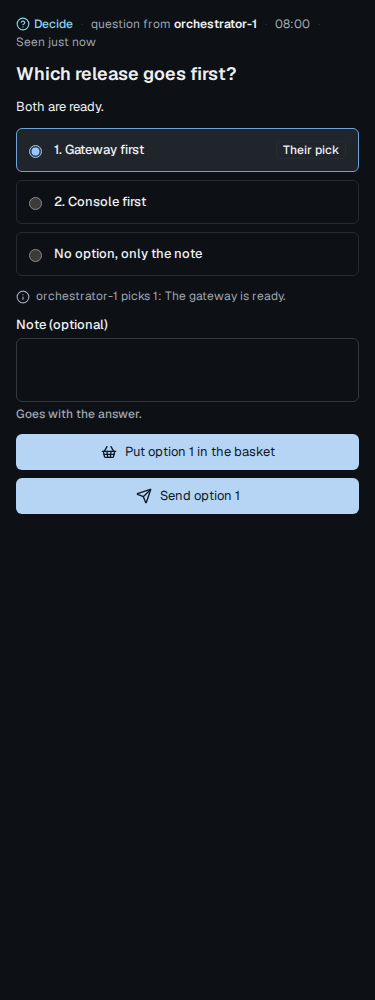 Decide · question from orchestrator-1 · 08:00 ·
Seen just now
Which release goes first?
Both are ready.
1. Gateway first Their pick
2. Console first
No option, only the note
orchestrator-1 picks 1: The gateway is ready.
Note (optional)
Goes with the answer.
Put option 1 in the basket
Send option 1